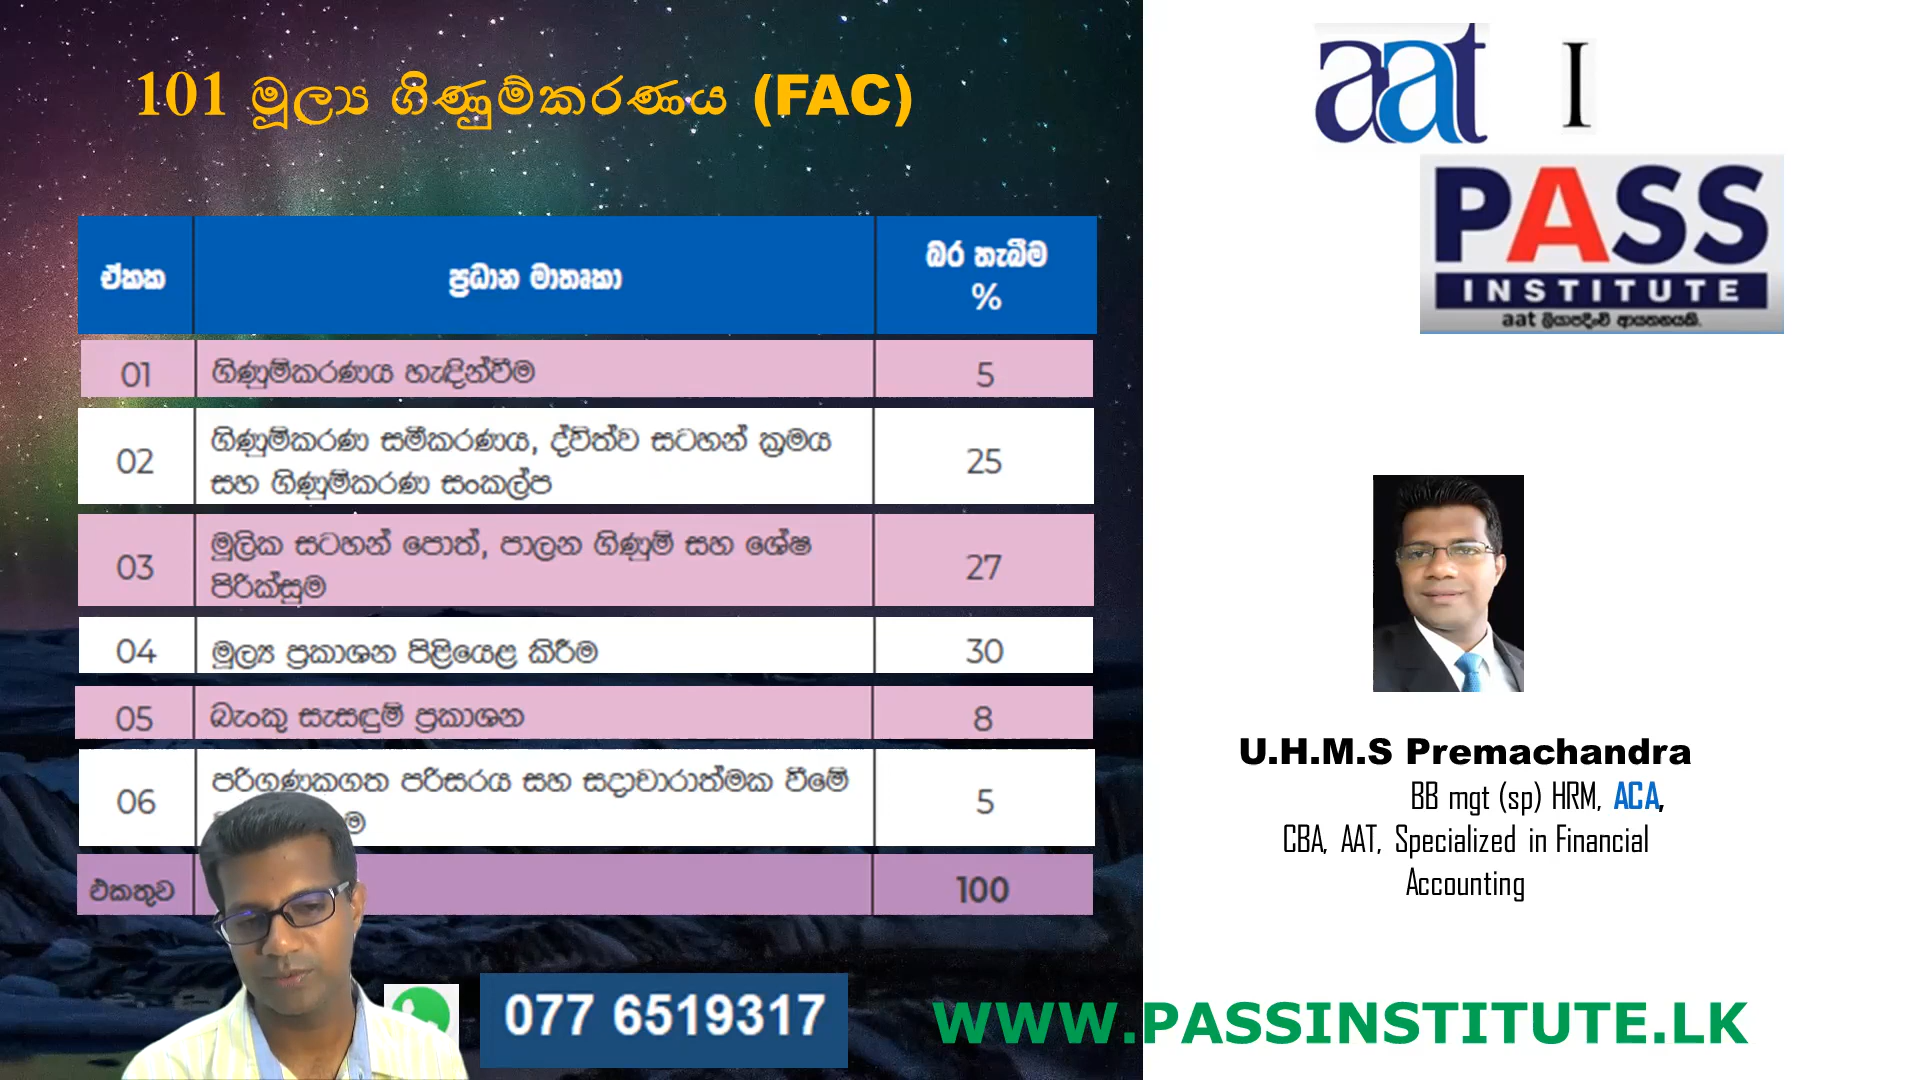 101 මූල්‍ය ගිණුම්කරණය (FAC)
ඒකක
ප්‍රධාන මාතෘකා
බර තැබීම
%
01
ගිණුම්කරණය හැඳින්වීම
5
02
ගිණුම්කරණ සමීකරණය, ද්විත්ව සටහන් ක්‍රමය
සහ ගිණුම්කරණ සංකල්ප
25
03
මූලික සටහන් පොත්, පාලන ගිණුම් සහ ශේෂ
පිරික්සුම
27
04
මූල්‍ය ප්‍රකාශන පිළියෙළ කිරීම
30
05
බැංකු සැසඳුම් ප්‍රකාශන
8
06
පරිගණකගත පරිසරය සහ සදාචාරාත්මක වීමේ
5
එකතුව
100
077 6519317
WWW.PASSINSTITUTE.LK
aat I
PASS
INSTITUTE
aat ලියාපදිංචි ආයතනයකි.
U.H.M.S Premachandra
BB mgt (sp) HRM, ACA,
CBA, AAT, Specialized in Financial
Accounting